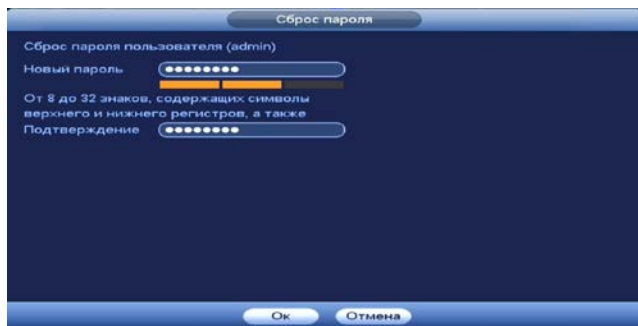 Сброс пароля
Сброс пароля пользователя (admin)
Новый пароль
От 8 до 32 знаков, содержащих символы
верхнего и нижнего регистров, а также
Подтверждение
Ок Отмена